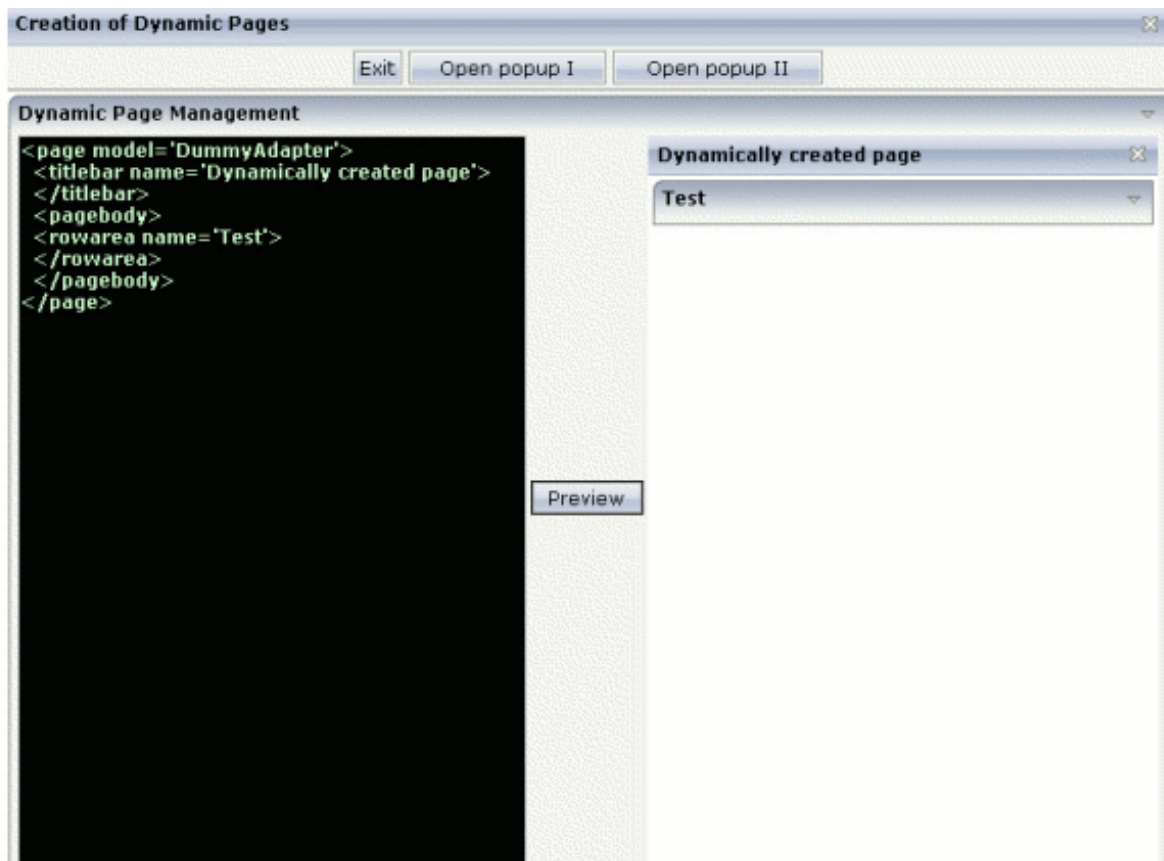 Creation of Dynamic Pages
Exit Open popup I Open popup II
Dynamic Page Management
<page model='DummyAdapter'>
<titlebar name='Dynamically created page'>
</titlebar>
<pagebody>
<rowarea name='Test'>
</rowarea>
</pagebody>
</page>
Preview
Dynamically created page
Test